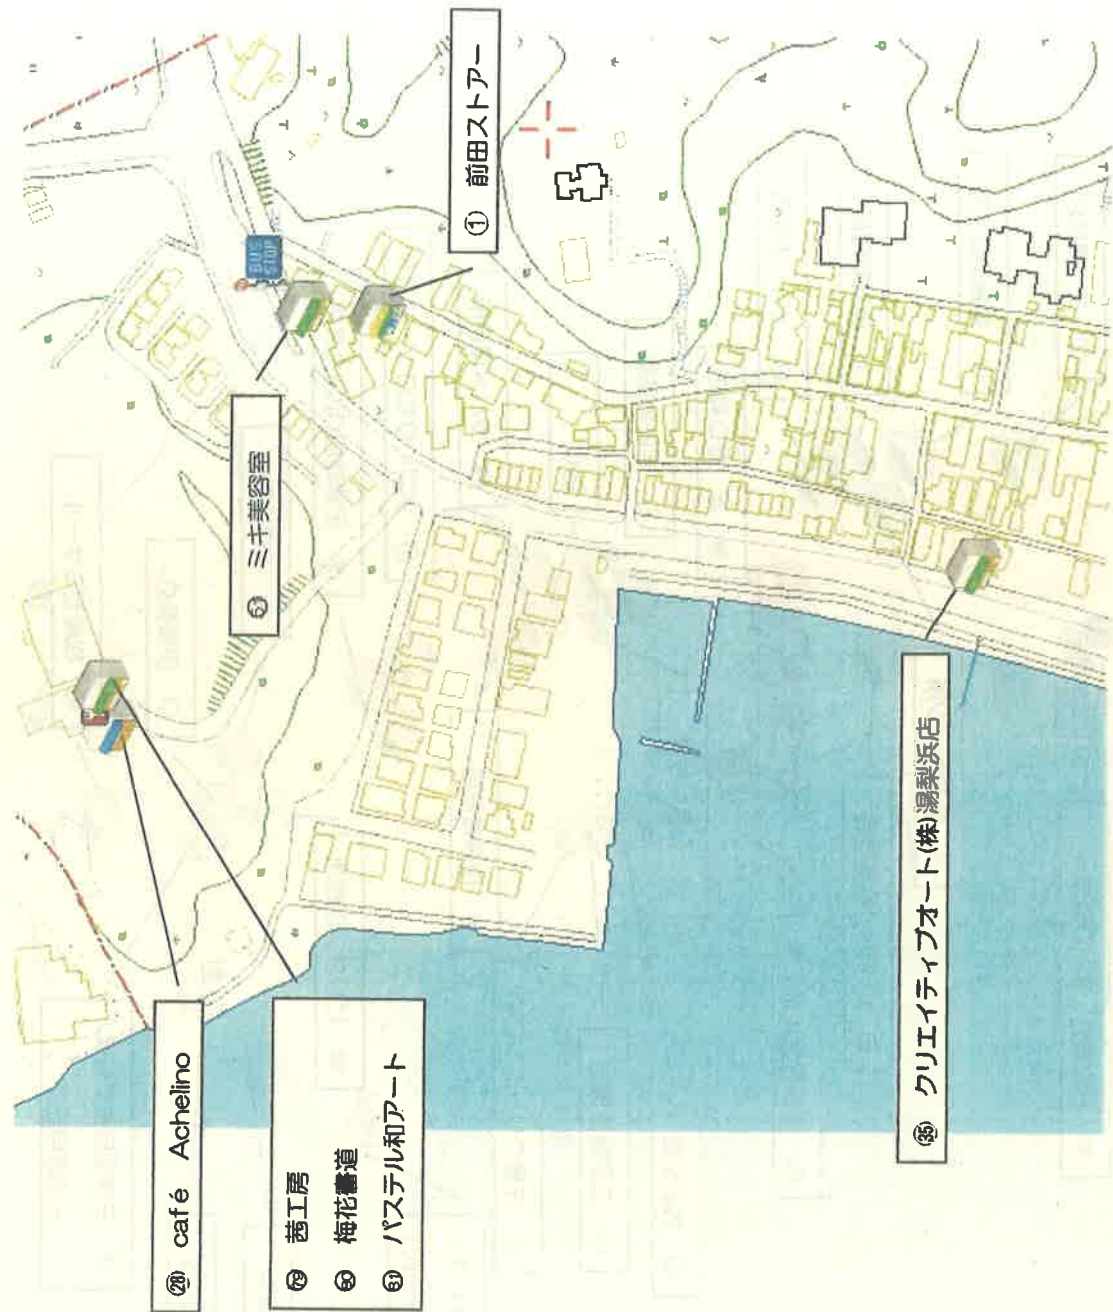 ㉘ café Achelino
79 茜工房
80 梅花書道
81 パステル和アート
ミキ美容室
BUS
STOP
① 前田ストアー
㉟ クリエイティブオート(株)湯梨浜店